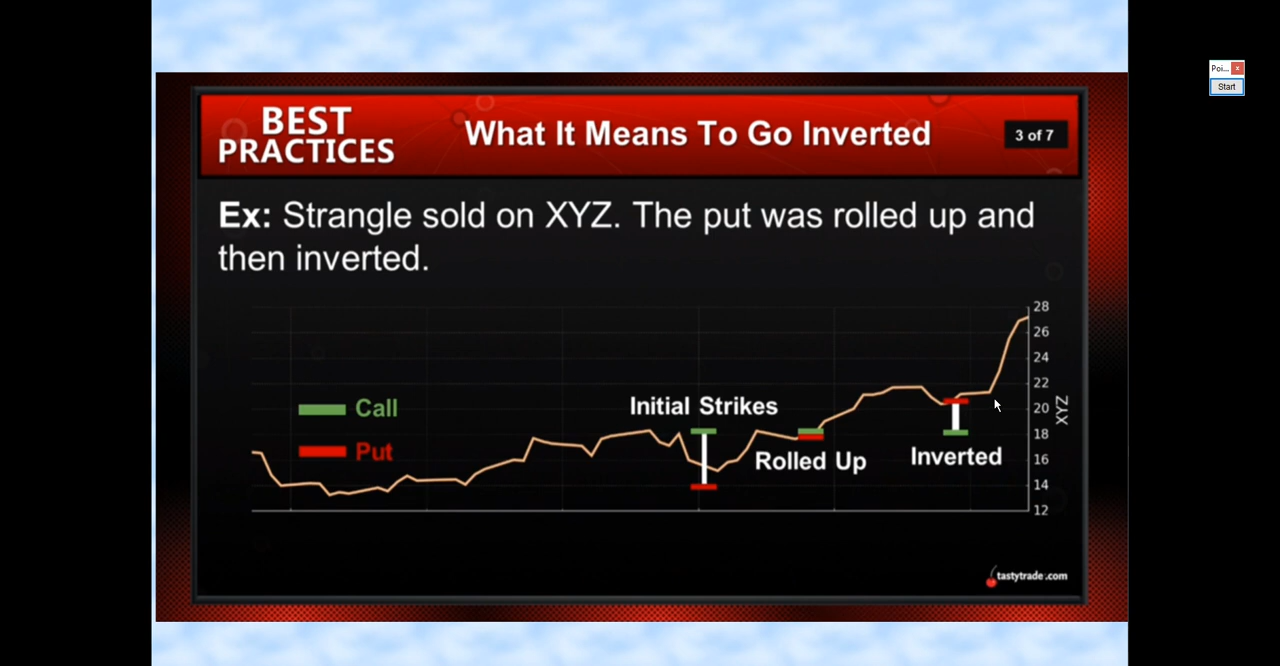 Poi...
x
Start
BEST
PRACTICES
What It Means To Go Inverted
3 of 7
Ex: Strangle sold on XYZ. The put was rolled up and
then inverted.
28
26
24
22
20
18
16
14
12
XYZ
Call
Put
Initial Strikes
Rolled Up
Inverted
tastytrade.com